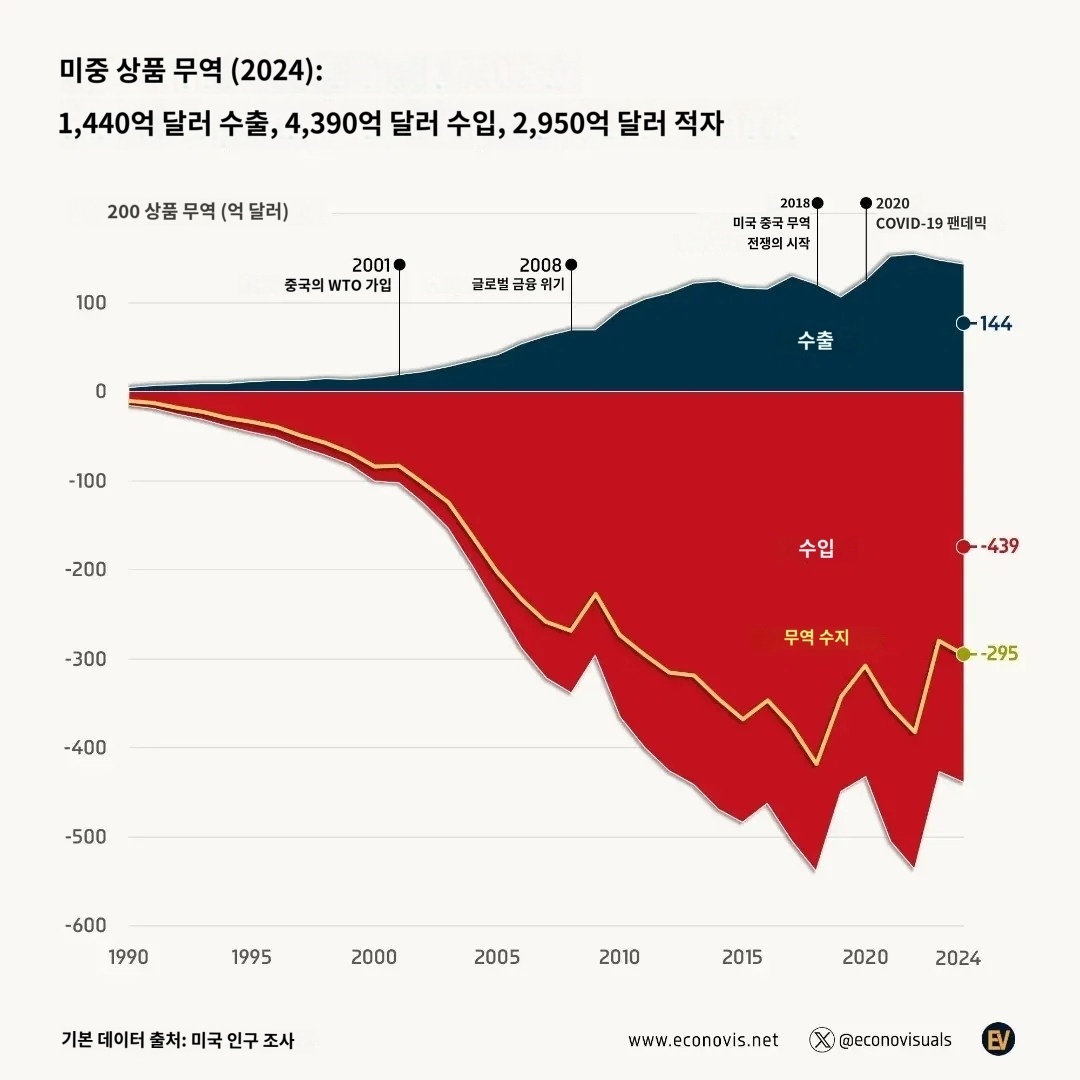 미중 상품 무역 (2024):
1,440억 달러 수출, 4,390억 달러 수입, 2,950억 달러 적자
200 상품 무역 (억 달러)
2018
미국 중국 무역
전쟁의 시작
2020
COVID-19 팬데믹
2001
중국의 WTO 가입
2008
글로벌 금융 위기
100
수출
144
0
-100
-200
수입
-439
-300
무역 수지
-295
-400
-500
-600
1990 1995 2000 2005 2010 2015 2020 2024
기본 데이터 출처: 미국 인구 조사
www.econovis.net
@econovisuals
EV